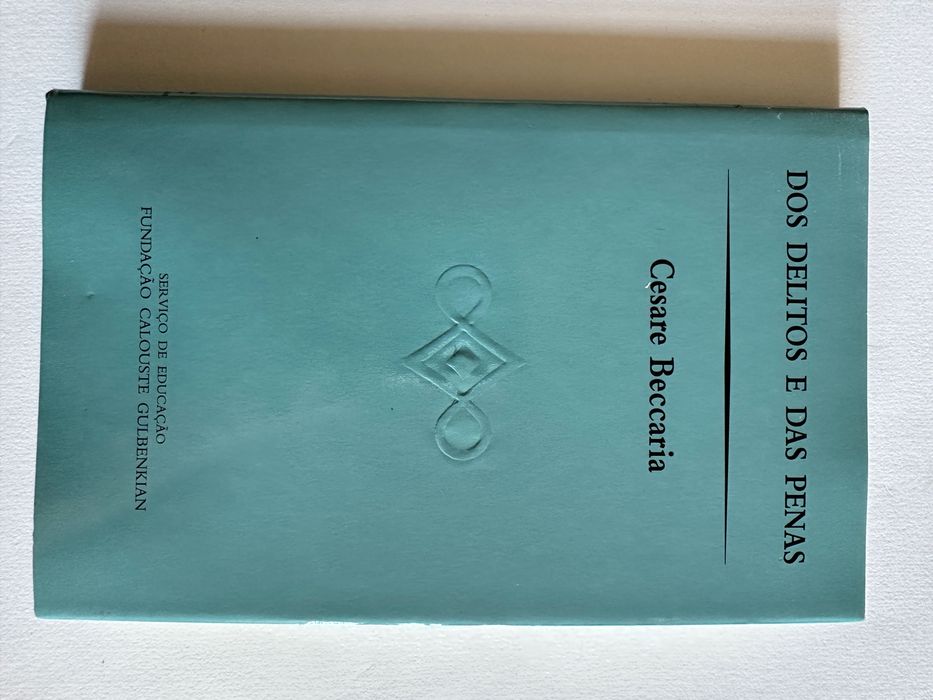 DOS DELITOS E DAS PENAS
Cesare Beccaria
SERVIÇO DE EDUCAÇÃO
FUNDAÇÃO CALOUSTE GULBENKIAN